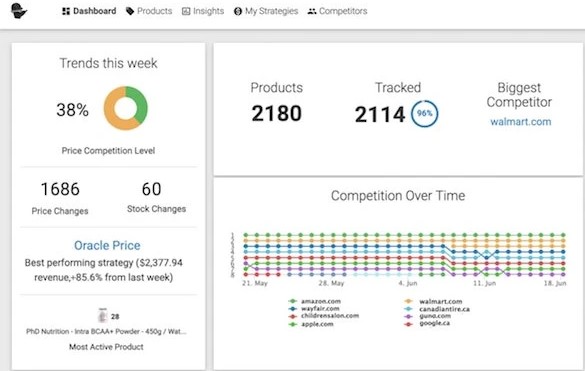 Dashboard Products Insights My Strategies Competitors
Trends this week
38%
Price Competition Level
1686 60
Price Changes Stock Changes
Oracle Price
Best performing strategy ($2,377.94
revenue,+85.6% from last week)
28
PhD Nutrition - Intra BCAA+ Powder - 450g / Wat...
Most Active Product
Products Tracked Biggest
Competitor
2180 2114 96% walmart.com
Competition Over Time
21. May 28. May 4. Jun 11. Jun 18. Jun
amazon.com walmart.com
wayfair.com canadiantire.ca
childrensalon.com guno.com
apple.com google.ca